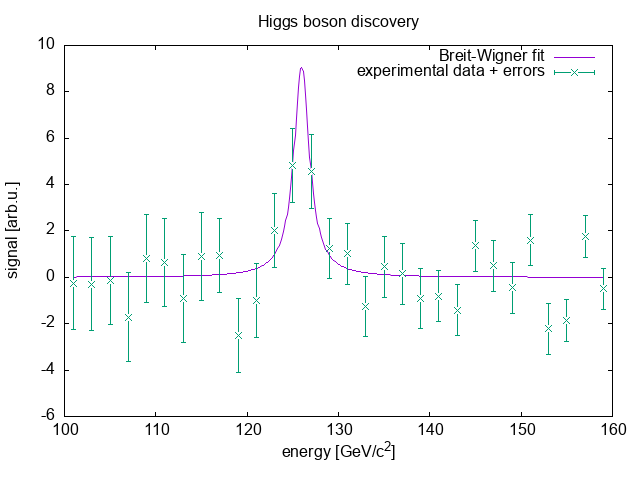 Higgs boson discovery
Breit-Wigner fit
experimental data + errors
10
8
6
4
2
0
-2
-4
-6
signal [arb.u.]
100 110 120 130 140 150 160
energy [GeV/c²]